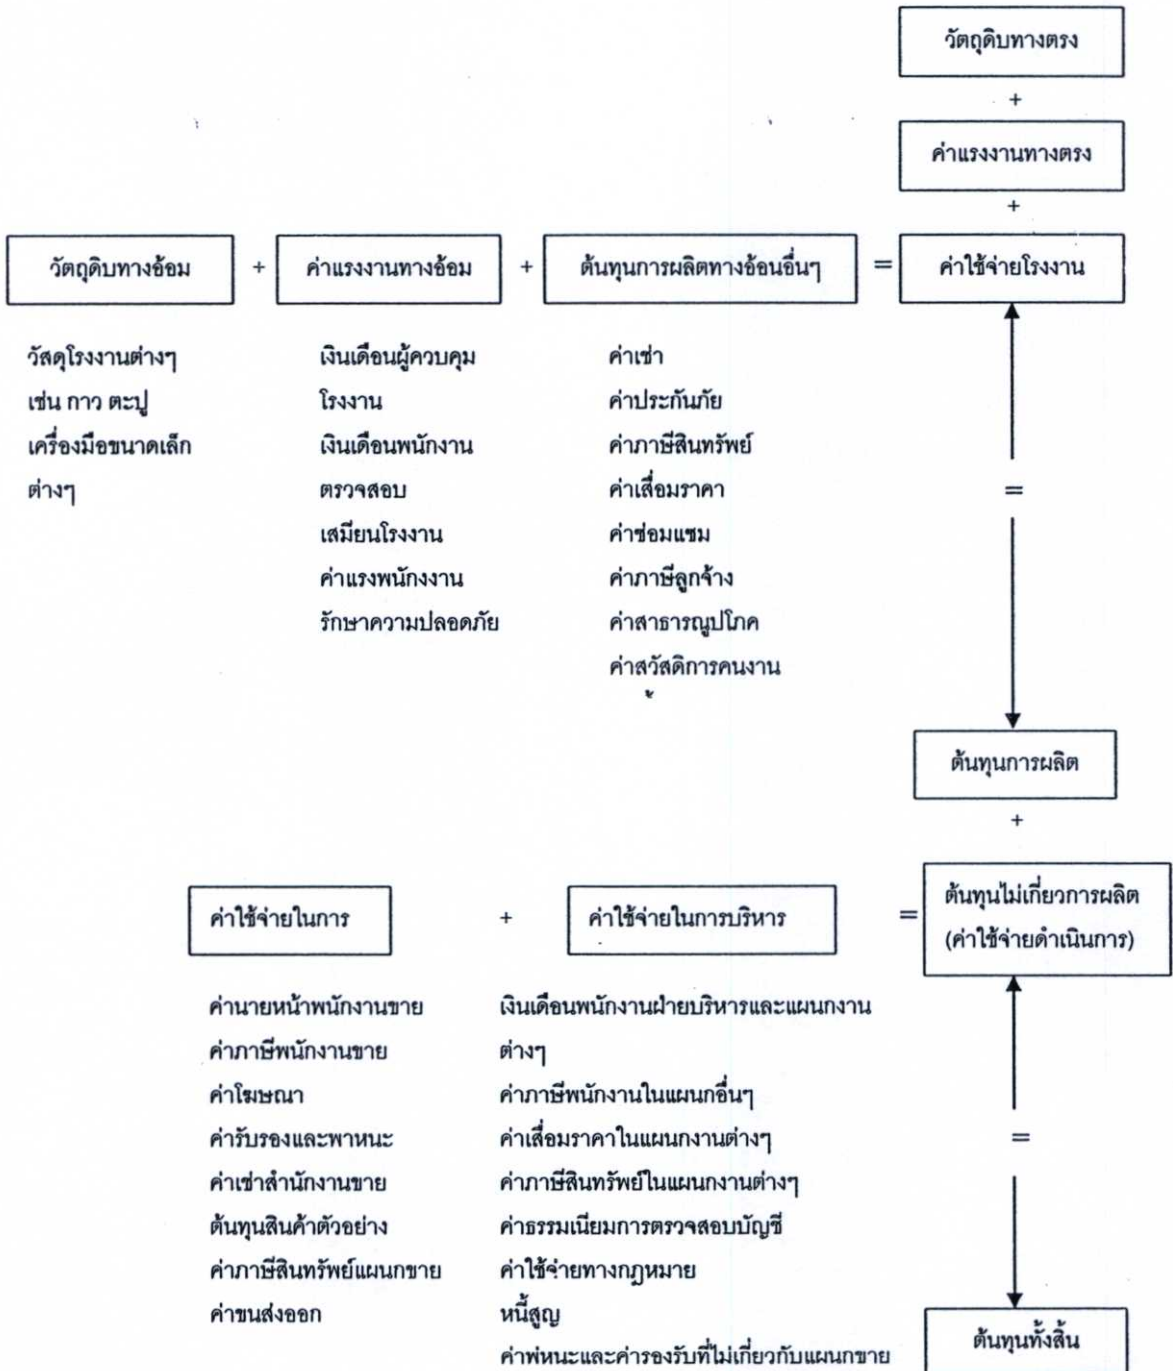 วัตถุดิบทางตรง
+
ค่าแรงงานทางตรง
+
วัตถุดิบทางอ้อม + ค่าแรงงานทางอ้อม + ต้นทุนการผลิตทางอ้อนอื่นๆ = ค่าใช้จ่ายโรงงาน
วัสดุโรงงานต่างๆ
เช่น กาว ตะปู
เครื่องมือขนาดเล็ก
ต่างๆ
เงินเดือนผู้ควบคุม
โรงงาน
เงินเดือนพนักงาน
ตรวจสอบ
เสมียนโรงงาน
ค่าแรงพนักงงาน
รักษาความปลอดภัย
ค่าเช่า
ค่าประกันภัย
ค่าภาษีสินทรัพย์
ค่าเสื่อมราคา
ค่าซ่อมแซม
ค่าภาษีลูกจ้าง
ค่าสาธารณูปโภค
ค่าสวัสดิการคนงาน
=
ต้นทุนการผลิต
+
ค่าใช้จ่ายในการ + ค่าใช้จ่ายในการบริหาร = ต้นทุนไม่เกี่ยวการผลิต
(ค่าใช้จ่ายดำเนินการ)
ค่านายหน้าพนักงานขาย
ค่าภาษีพนักงานขาย
ค่าโฆษณา
ค่ารับรองและพาหนะ
ค่าเช่าสำนักงานขาย
ต้นทุนสินค้าตัวอย่าง
ค่าภาษีสินทรัพย์แผนกขาย
ค่าขนส่งออก
เงินเดือนพนักงานฝ่ายบริหารและแผนกงาน
ต่างๆ
ค่าภาษีพนักงานในแผนกอื่นๆ
ค่าเสื่อมราคาในแผนกงานต่างๆ
ค่าภาษีสินทรัพย์ในแผนกงานต่างๆ
ค่าธรรมเนียมการตรวจสอบบัญชี
ค่าใช้จ่ายทางกฎหมาย
หนี้สูญ
ค่าพ่หนะและค่ารองรับที่ไม่เกี่ยวกับแผนกขาย
=
ต้นทุนทั้งสิ้น